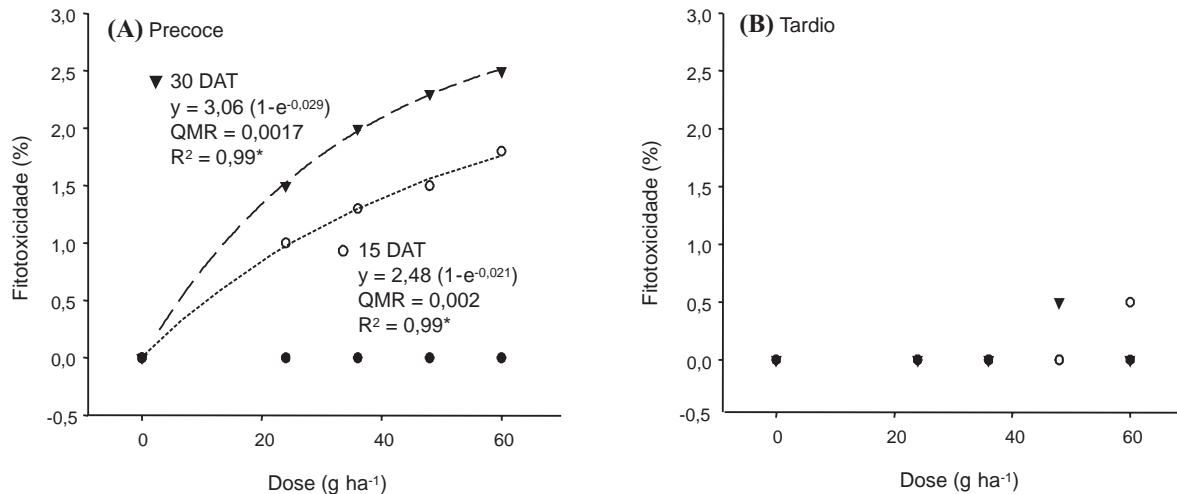 (A) Precoce
3,0
2,5
2,0
1,5
1,0
0,5
0,0
-0,5
Fitotoxicidade (%)
▼ 30 DAT
y = 3,06 (1-e^-0,029)
QMR = 0,0017
R² = 0,99*
○ 15 DAT
y = 2,48 (1-e^-0,021)
QMR = 0,002
R² = 0,99*
0 20 40 60
Dose (g ha⁻¹)
(B) Tardio
3,0
2,5
2,0
1,5
1,0
0,5
0,0
-0,5
Fitotoxicidade (%)
0 20 40 60
Dose (g ha⁻¹)